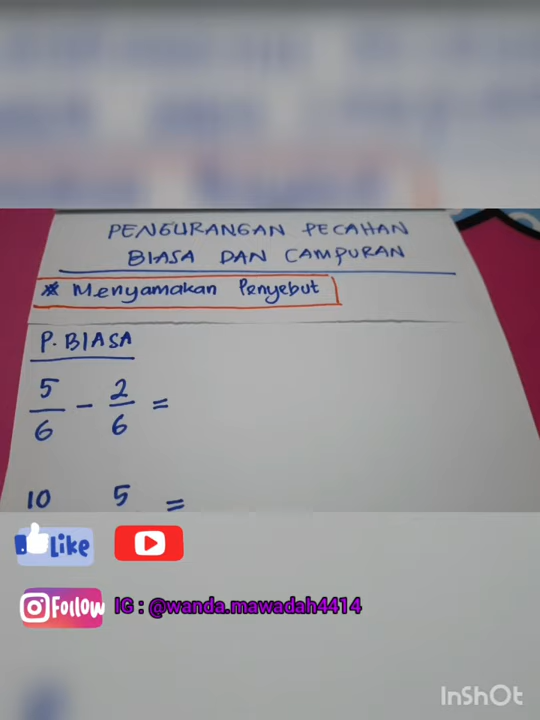 PENGURANGAN PECAHAN
BIASA DAN CAMPURAN
* Menyamakan Penyebut
P. BIASA
5/6 - 2/6 =
10 5 =
Like
Follow IG : @wanda.mawadah4414
InShOt